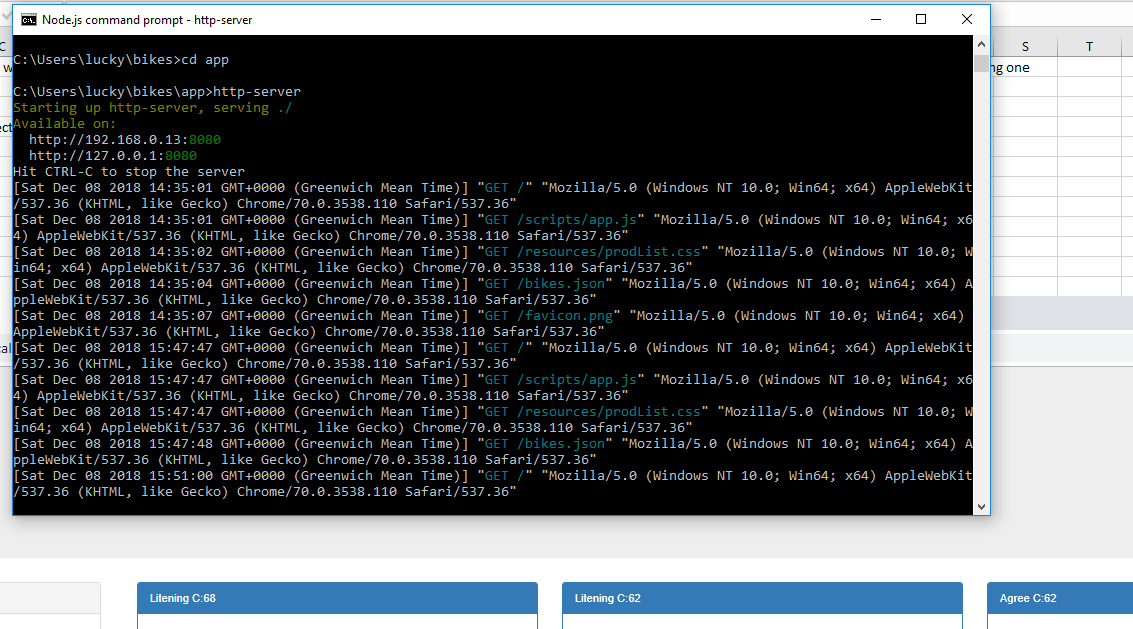 Node.js command prompt - http-server
C S T
C:\Users\lucky\bikes>cd app
ng one
C:\Users\lucky\bikes\app>http-server
Starting up http-server, serving ./
Available on:
http://192.168.0.13:8080
http://127.0.0.1:8080
Hit CTRL-C to stop the server
[Sat Dec 08 2018 14:35:01 GMT+0000 (Greenwich Mean Time)] "GET /" "Mozilla/5.0 (Windows NT 10.0; Win64; x64) AppleWebKit
/537.36 (KHTML, like Gecko) Chrome/70.0.3538.110 Safari/537.36"
[Sat Dec 08 2018 14:35:01 GMT+0000 (Greenwich Mean Time)] "GET /scripts/app.js" "Mozilla/5.0 (Windows NT 10.0; Win64; x6
4) AppleWebKit/537.36 (KHTML, like Gecko) Chrome/70.0.3538.110 Safari/537.36"
[Sat Dec 08 2018 14:35:02 GMT+0000 (Greenwich Mean Time)] "GET /resources/prodList.css" "Mozilla/5.0 (Windows NT 10.0; W
in64; x64) AppleWebKit/537.36 (KHTML, like Gecko) Chrome/70.0.3538.110 Safari/537.36"
[Sat Dec 08 2018 14:35:04 GMT+0000 (Greenwich Mean Time)] "GET /bikes.json" "Mozilla/5.0 (Windows NT 10.0; Win64; x64) A
ppleWebKit/537.36 (KHTML, like Gecko) Chrome/70.0.3538.110 Safari/537.36"
[Sat Dec 08 2018 14:35:07 GMT+0000 (Greenwich Mean Time)] "GET /favicon.png" "Mozilla/5.0 (Windows NT 10.0; Win64; x64)
AppleWebKit/537.36 (KHTML, like Gecko) Chrome/70.0.3538.110 Safari/537.36"
[Sat Dec 08 2018 15:47:47 GMT+0000 (Greenwich Mean Time)] "GET /" "Mozilla/5.0 (Windows NT 10.0; Win64; x64) AppleWebKit
/537.36 (KHTML, like Gecko) Chrome/70.0.3538.110 Safari/537.36"
[Sat Dec 08 2018 15:47:47 GMT+0000 (Greenwich Mean Time)] "GET /scripts/app.js" "Mozilla/5.0 (Windows NT 10.0; Win64; x6
4) AppleWebKit/537.36 (KHTML, like Gecko) Chrome/70.0.3538.110 Safari/537.36"
[Sat Dec 08 2018 15:47:47 GMT+0000 (Greenwich Mean Time)] "GET /resources/prodList.css" "Mozilla/5.0 (Windows NT 10.0; W
in64; x64) AppleWebKit/537.36 (KHTML, like Gecko) Chrome/70.0.3538.110 Safari/537.36"
[Sat Dec 08 2018 15:47:48 GMT+0000 (Greenwich Mean Time)] "GET /bikes.json" "Mozilla/5.0 (Windows NT 10.0; Win64; x64) A
ppleWebKit/537.36 (KHTML, like Gecko) Chrome/70.0.3538.110 Safari/537.36"
[Sat Dec 08 2018 15:51:00 GMT+0000 (Greenwich Mean Time)] "GET /" "Mozilla/5.0 (Windows NT 10.0; Win64; x64) AppleWebKit
/537.36 (KHTML, like Gecko) Chrome/70.0.3538.110 Safari/537.36"
Litening C:68
Litening C:62
Agree C:62